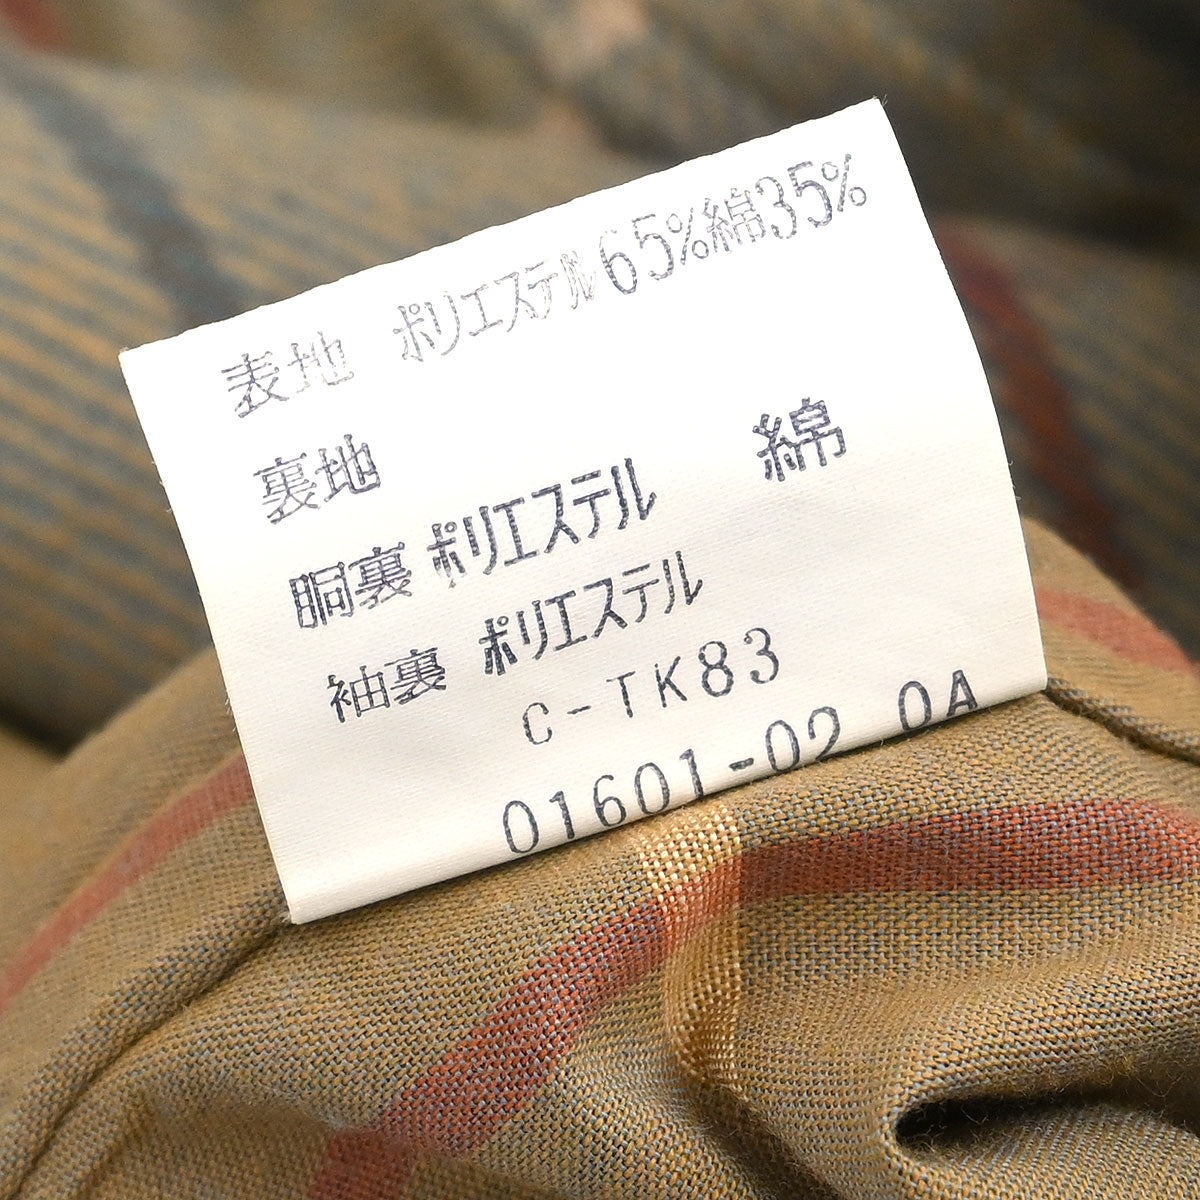 表地 ポリエステル65%綿35%
裏地
胴裏 ポリエステル 綿
袖裏 ポリエステル
C-TK83
01601-02 0A